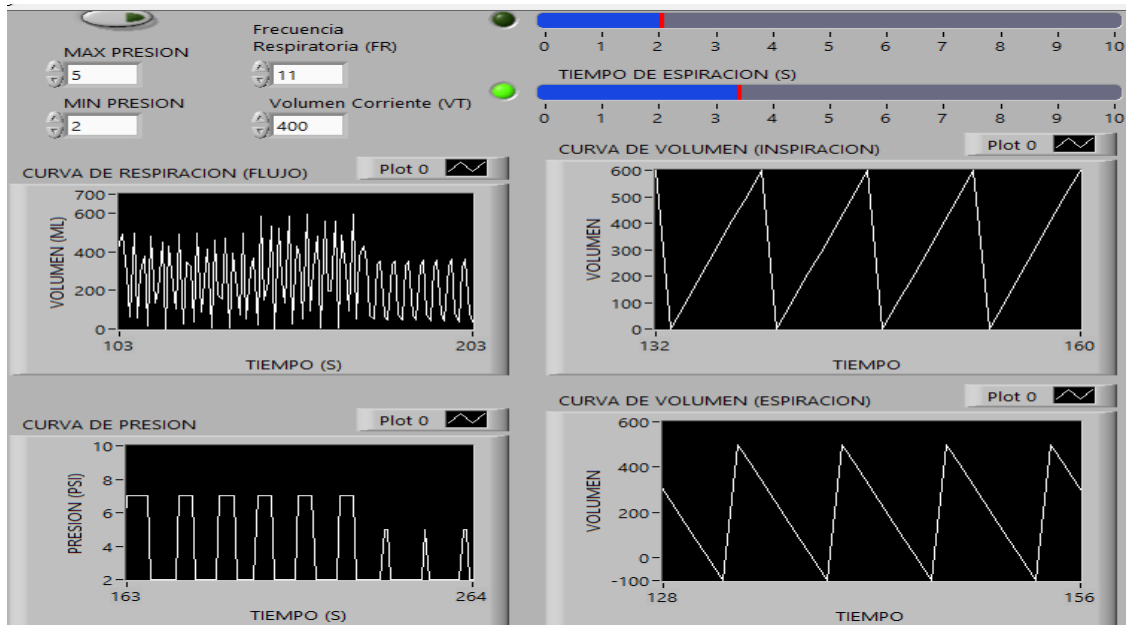 MAX PRESION
5
MIN PRESION
2
Frecuencia
Respiratoria (FR)
11
Volumen Corriente (VT)
400
0 1 2 3 4 5 6 7 8 9 10
TIEMPO DE ESPIRACION (S)
0 1 2 3 4 5 6 7 8 9 10
CURVA DE RESPIRACION (FLUJO)
Plot 0
VOLUMEN (ML)
700
600
400
200
0
103 203
TIEMPO (S)
CURVA DE VOLUMEN (INSPIRACION)
Plot 0
VOLUMEN
600
500
400
300
200
100
0
132 160
TIEMPO
CURVA DE PRESION
Plot 0
PRESION (PSI)
10
8
6
4
2
163 264
TIEMPO (S)
CURVA DE VOLUMEN (ESPIRACION)
Plot 0
VOLUMEN
600
400
200
0
-100
128 156
TIEMPO